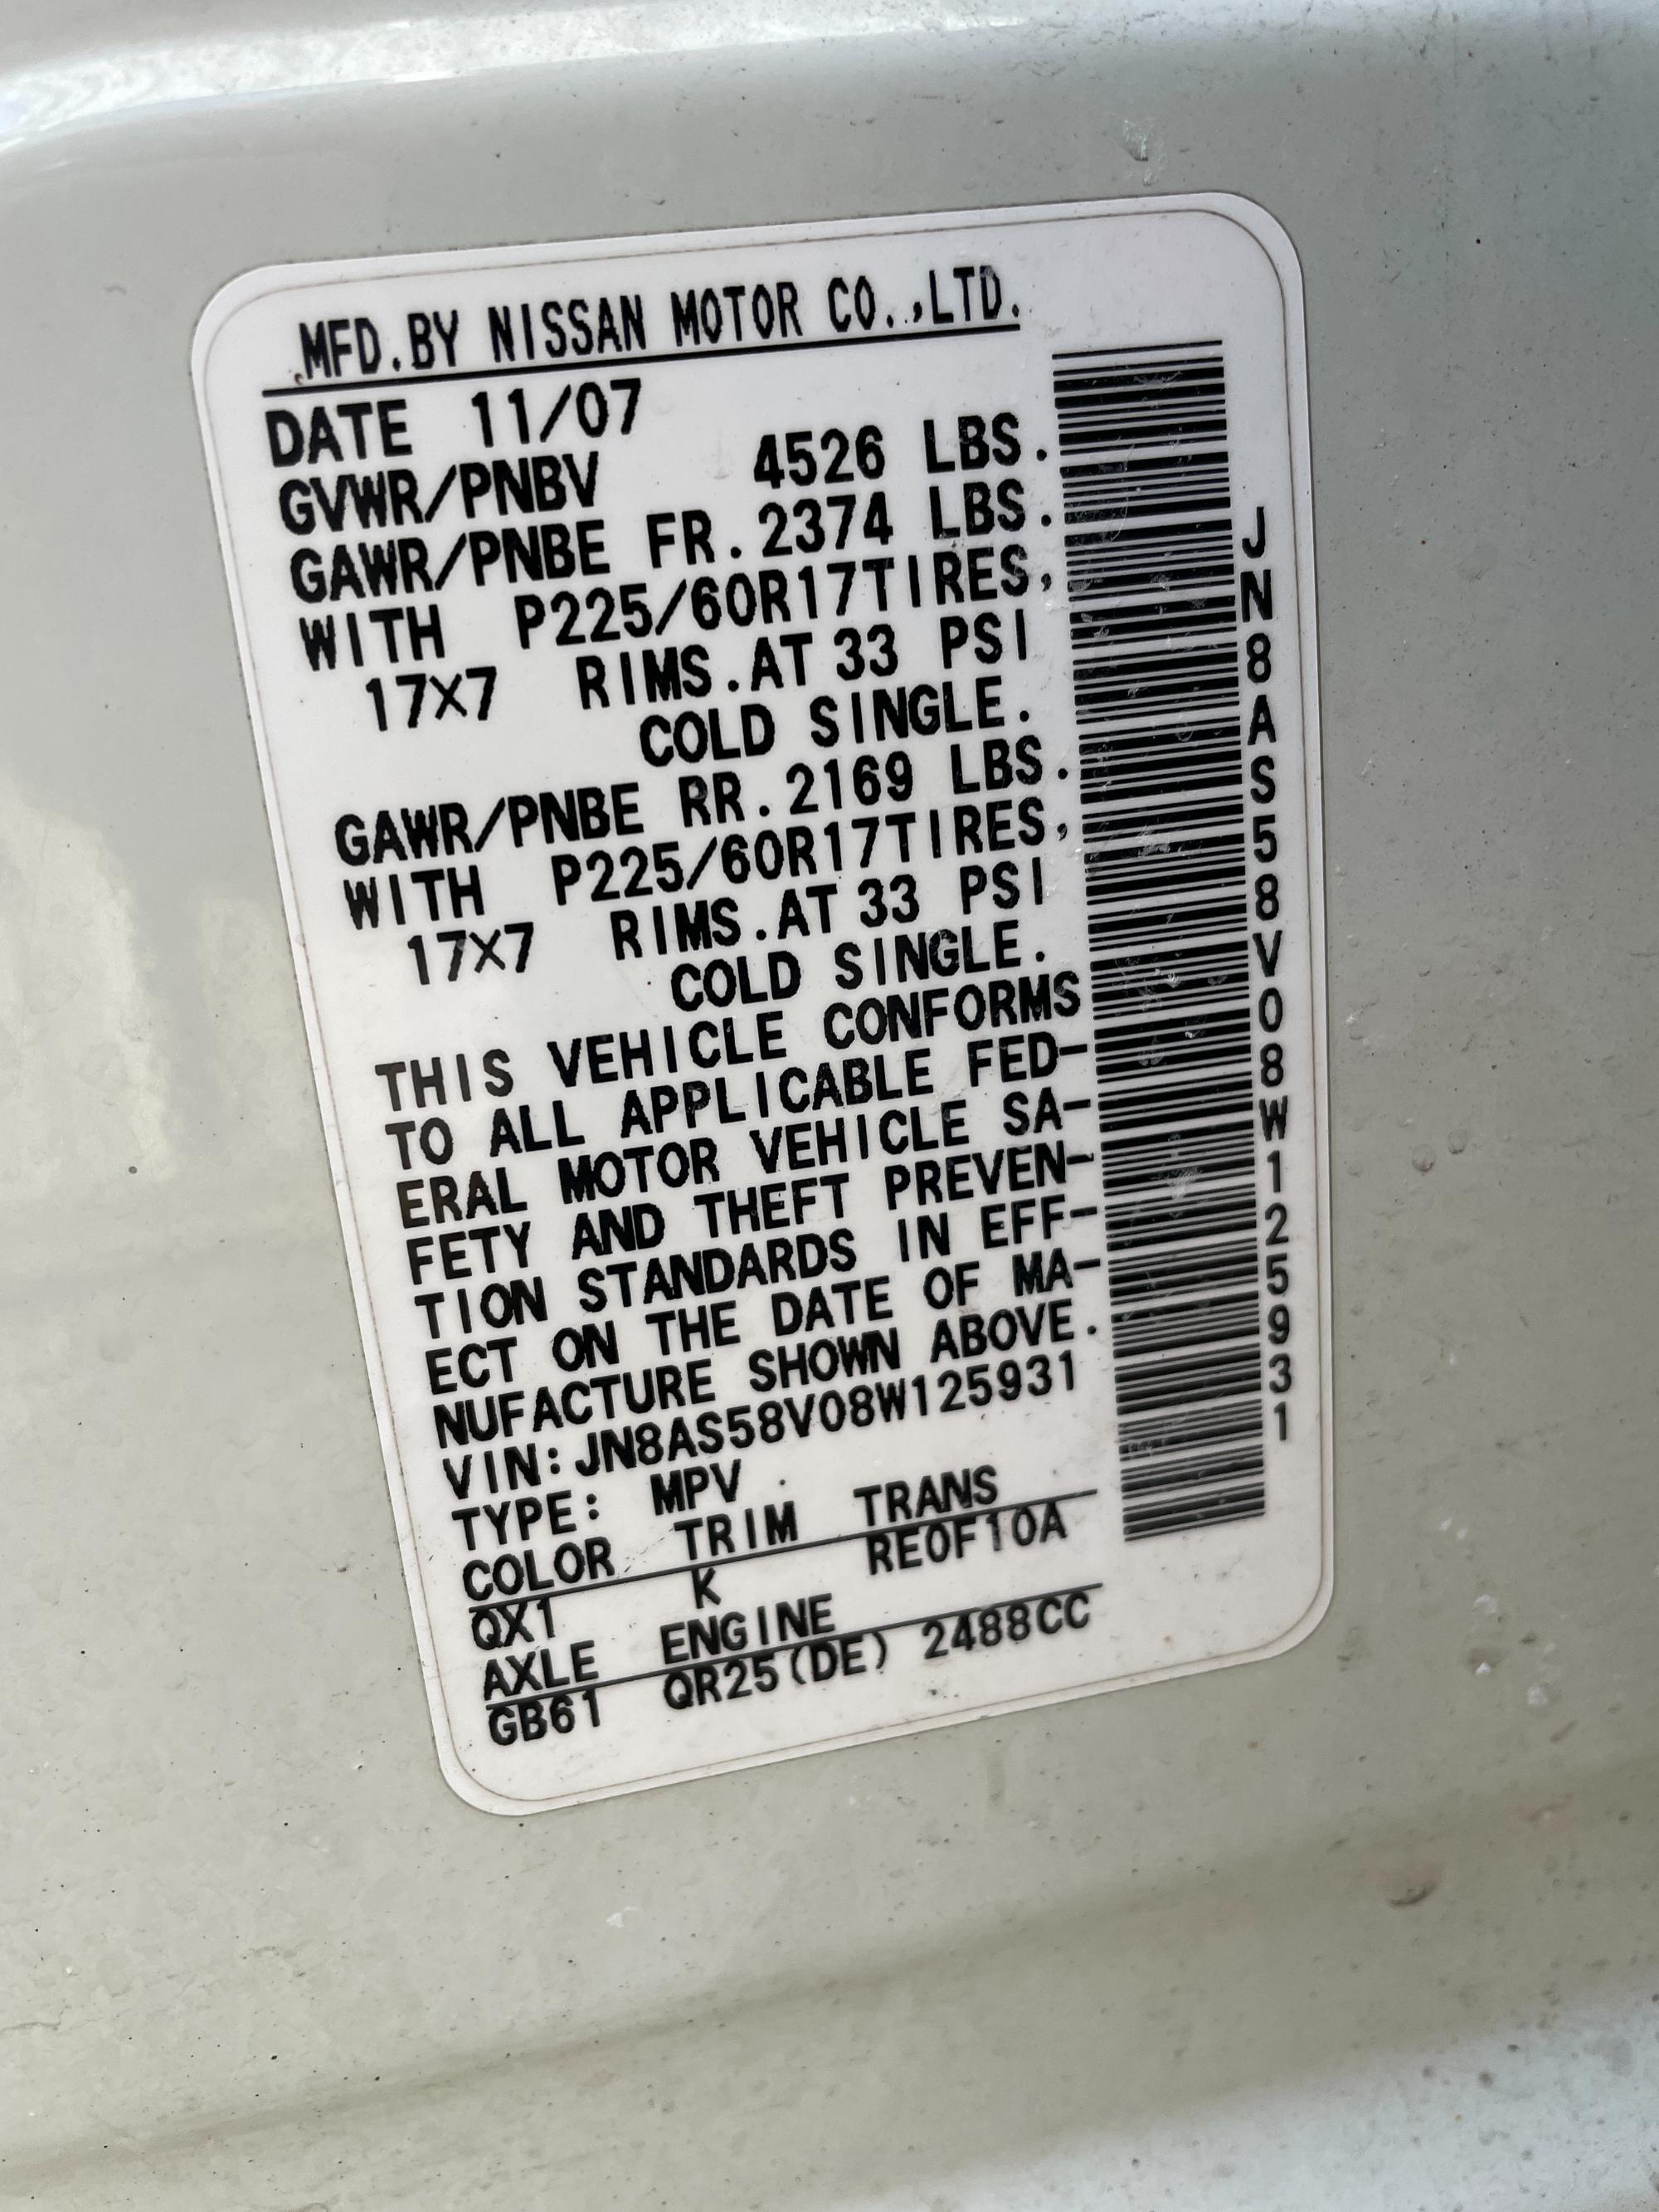 MFD.BY NISSAN MOTOR CO.,LTD.
DATE 11/07
GVWR/PNBV 4526 LBS.
GAWR/PNBE FR.2374 LBS.
WITH P225/60R17TIRES,
17X7 RIMS.AT 33 PSI
COLD SINGLE.
GAWR/PNBE RR.2169 LBS.
WITH P225/60R17TIRES,
17X7 RIMS.AT 33 PSI
COLD SINGLE.
THIS VEHICLE CONFORMS
TO ALL APPLICABLE FED-
ERAL MOTOR VEHICLE SA-
FETY AND THEFT PREVEN-
TION STANDARDS IN EFF-
ECT ON THE DATE OF MA-
NUFACTURE SHOWN ABOVE.
VIN:JN8AS58V08W125931
TYPE: MPV
COLOR TRIM TRANS
QX1 K RE0F10A
AXLE ENGINE
GB61 QR25(DE) 2488CC
JN8AS58V08W125931